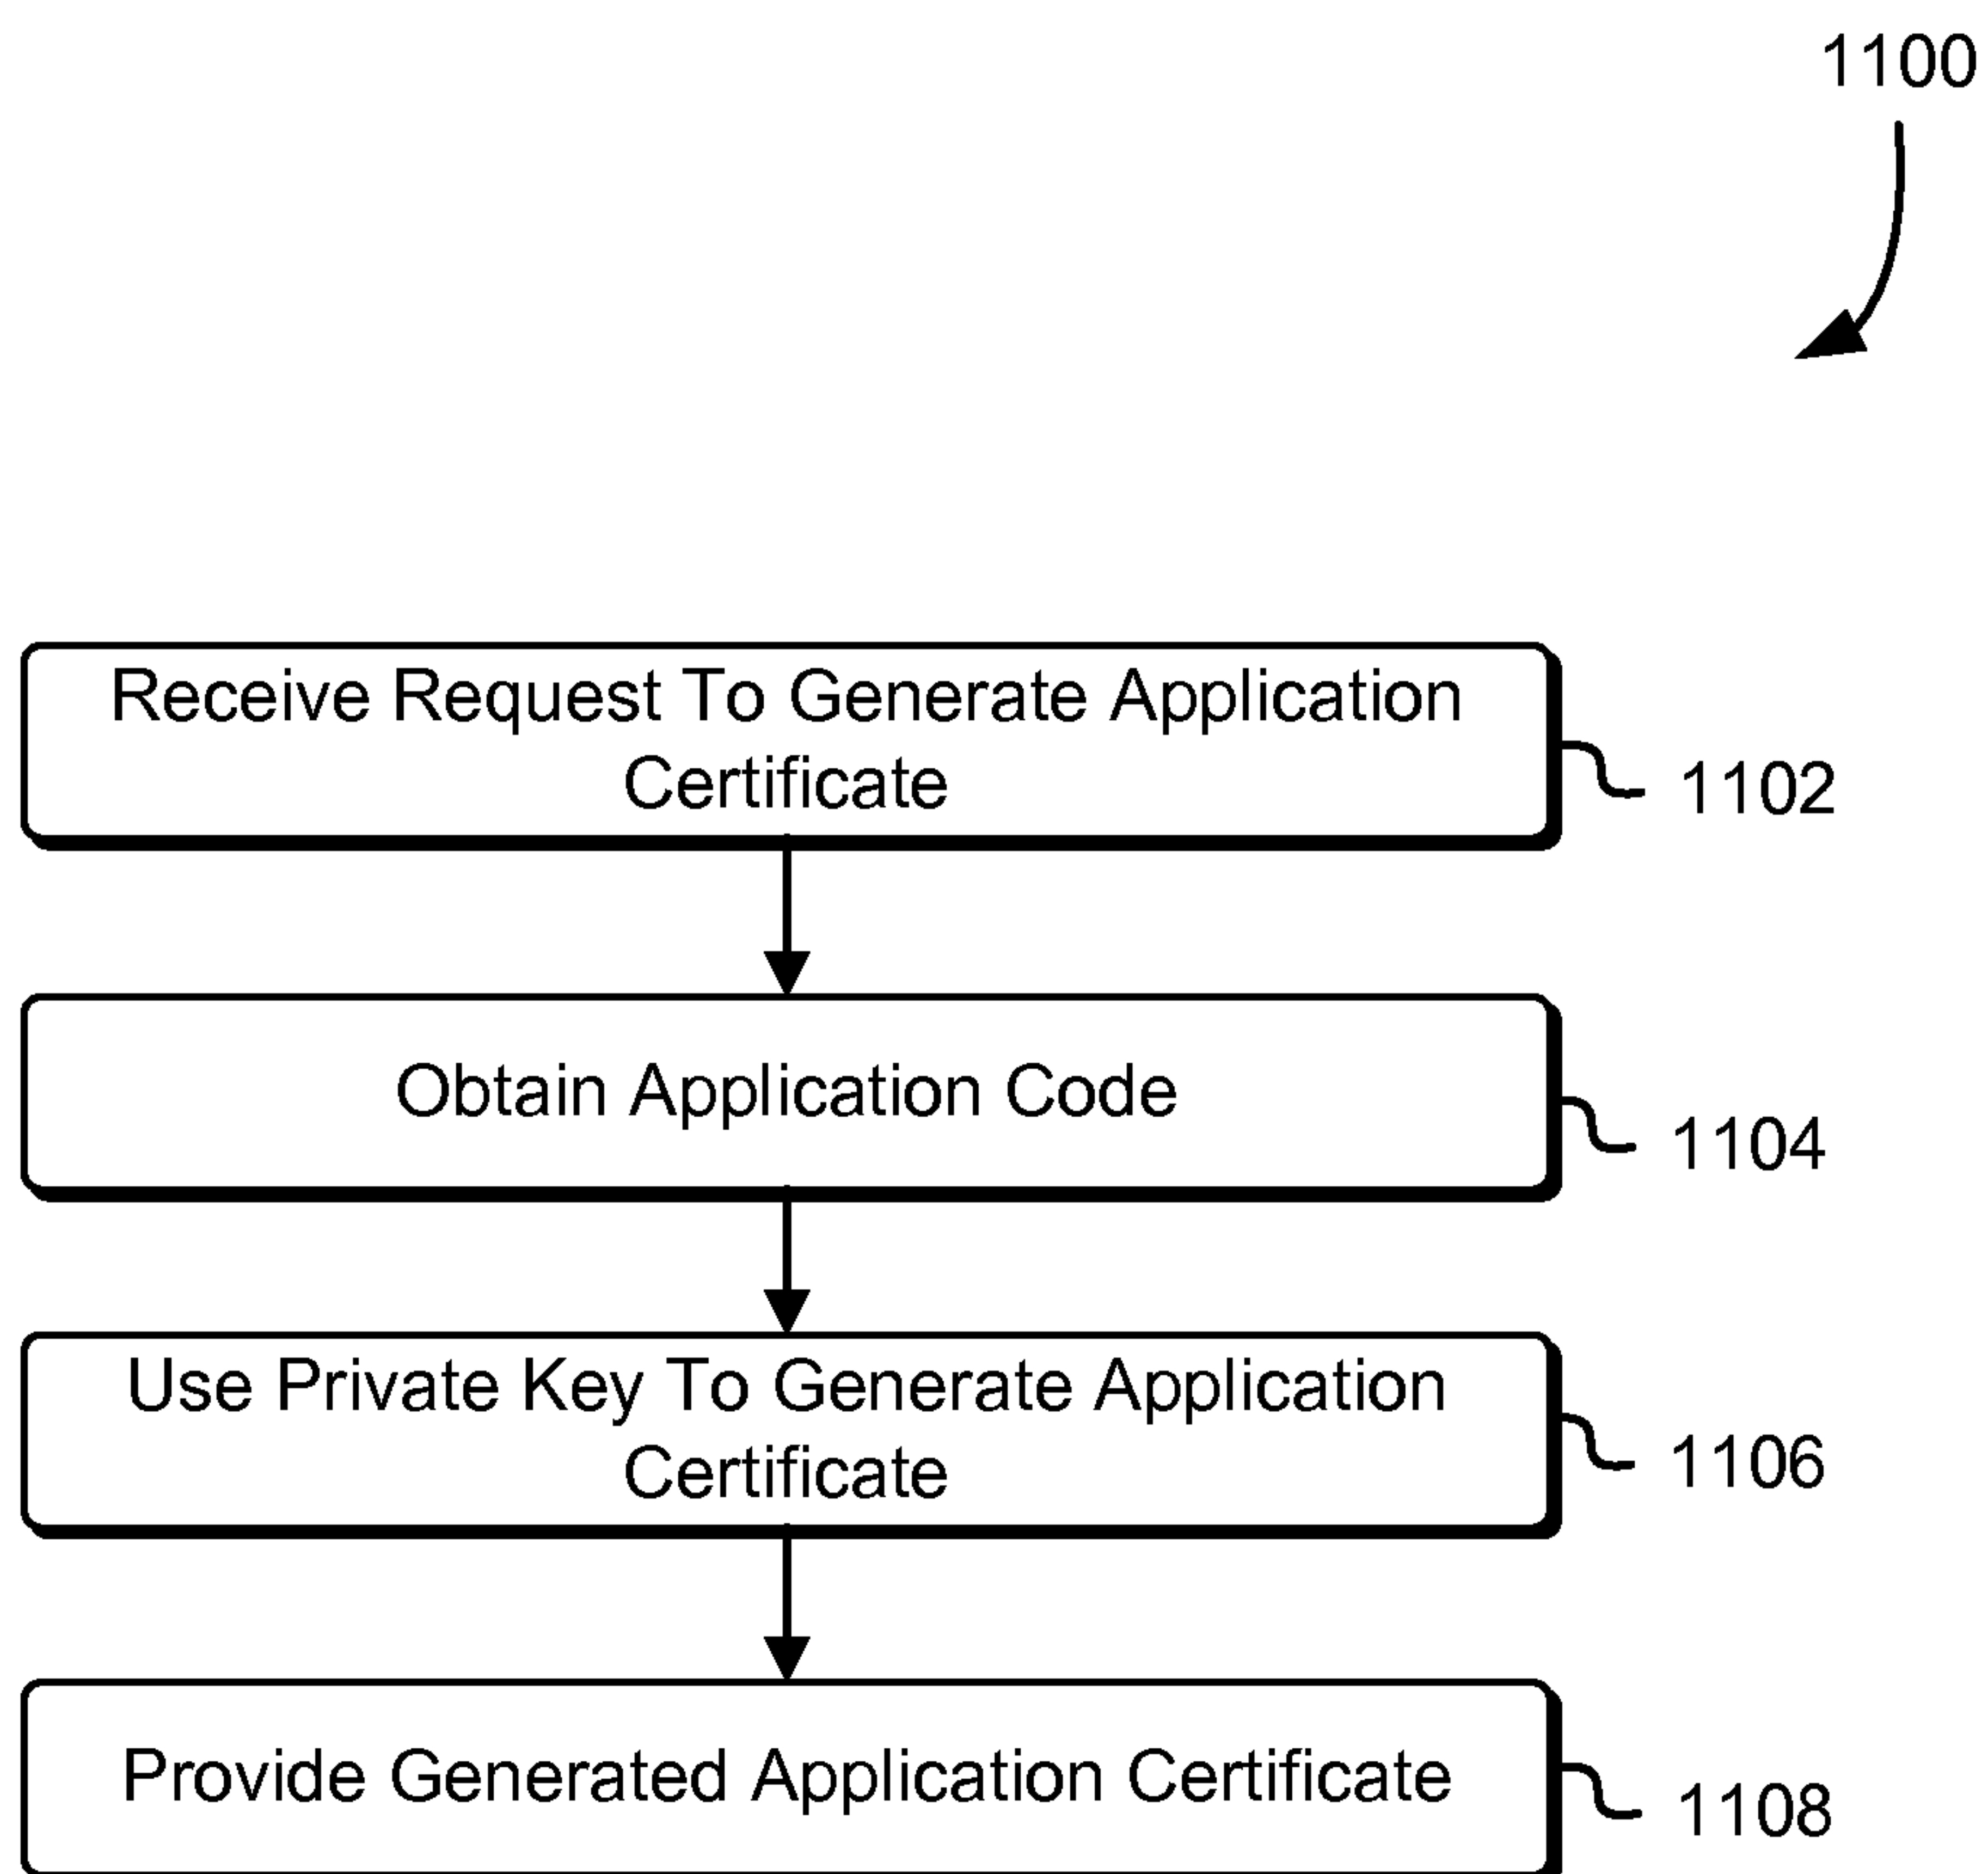 1100
Receive Request To Generate Application
Certificate
1102
Obtain Application Code
1104
Use Private Key To Generate Application
Certificate
1106
Provide Generated Application Certificate
1108